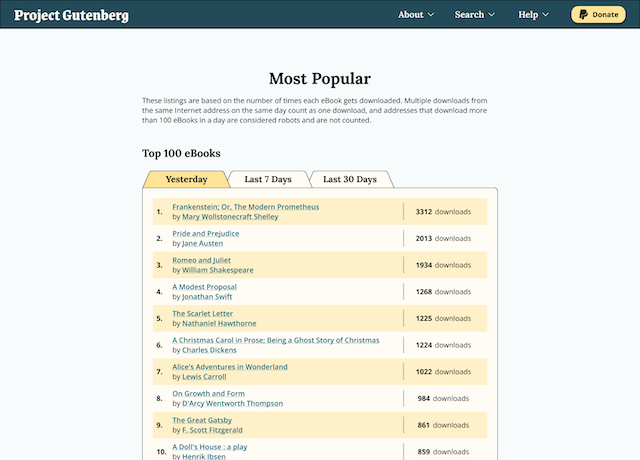 Project Gutenberg
About
Search
Help
Donate
Most Popular
These listings are based on the number of times each eBook gets downloaded. Multiple downloads from
the same Internet address on the same day count as one download, and addresses that download more
than 100 eBooks in a day are considered robots and are not counted.
Top 100 eBooks
Yesterday
Last 7 Days
Last 30 Days
1. Frankenstein; Or, The Modern Prometheus
by Mary Wollstonecraft Shelley
3312 downloads
2. Pride and Prejudice
by Jane Austen
2013 downloads
3. Romeo and Juliet
by William Shakespeare
1934 downloads
4. A Modest Proposal
by Jonathan Swift
1268 downloads
5. The Scarlet Letter
by Nathaniel Hawthorne
1225 downloads
6. A Christmas Carol in Prose; Being a Ghost Story of Christmas
by Charles Dickens
1224 downloads
7. Alice's Adventures in Wonderland
by Lewis Carroll
1022 downloads
8. On Growth and Form
by D'Arcy Wentworth Thompson
984 downloads
9. The Great Gatsby
by F. Scott Fitzgerald
861 downloads
10. A Doll's House : a play
by Henrik Ibsen
859 downloads